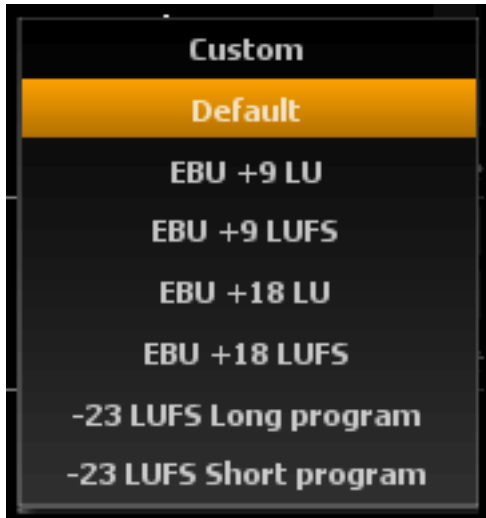 Custom
Default
EBU +9 LU
EBU +9 LUFS
EBU +18 LU
EBU +18 LUFS
-23 LUFS Long program
-23 LUFS Short program